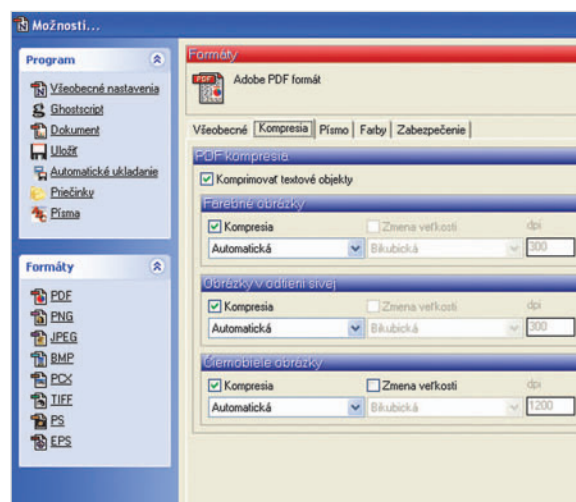 Možnosti...
Program
Všeobecné nastavenia
Ghostscript
Dokument
Uložiť
Automatické ukladanie
Priečinky
Písma
Formáty
PDF
PNG
JPEG
BMP
PCX
TIFF
PS
EPS
Formáty
PDF
Adobe PDF formát
Všeobecné Kompresia Písmo Farby Zabezpečenie
PDF kompresia
Komprimovať textové objekty
Farebné obrázky
Kompresia Zmena veľkosti dpi
Automatická Bikubická 300
Obrázky v odtieni sivej
Kompresia Zmena veľkosti dpi
Automatická Bikubická 300
Čiernobiele obrázky
Kompresia Zmena veľkosti dpi
Automatická Bikubická 1200